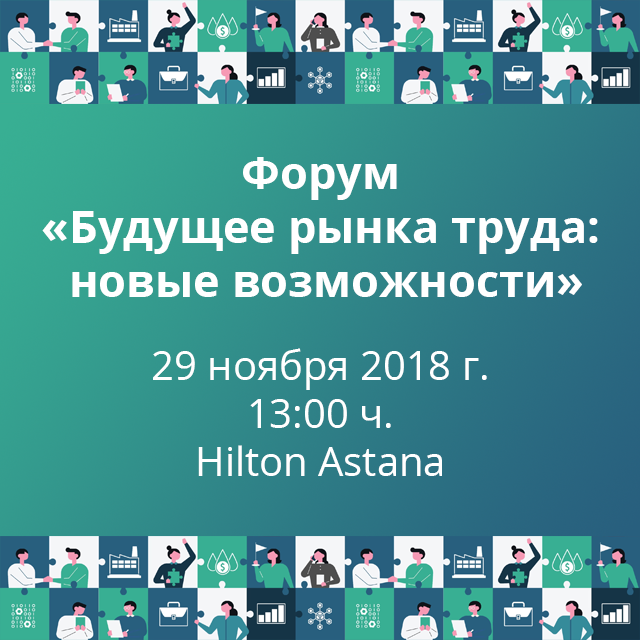 Форум
«Будущее рынка труда:
новые возможности»
29 ноября 2018 г.
13:00 ч.
Hilton Astana